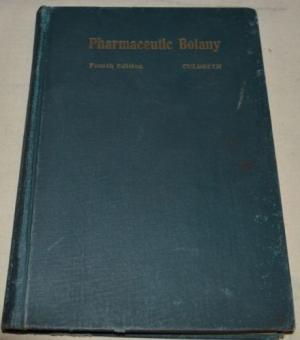 Pharmaceutic Botany
Fourth Edition CULBRETH